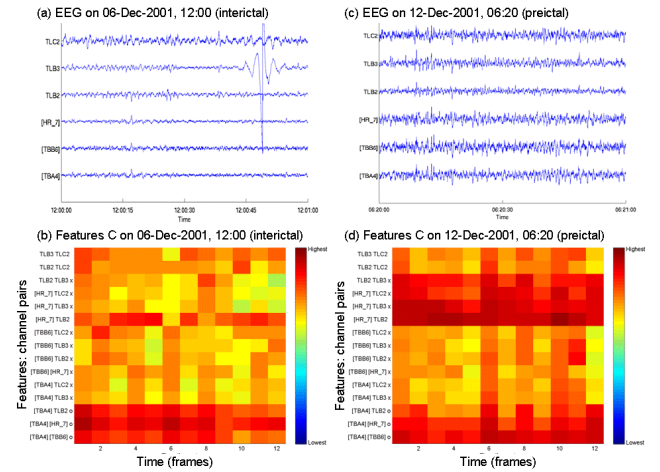 (a) EEG on 06-Dec-2001, 12:00 (interictal)
TLC2
TLB3
TLB2
[HR_7]
[TBB6]
[TBA4]
12:00:00
12:00:15
12:00:30
12:00:45
12:01:00
Time
(c) EEG on 12-Dec-2001, 06:20 (preictal)
TLC2
TLB3
TLB2
[HR_7]
[TBB6]
[TBA4]
06:20:00
06:20:30
06:21:00
Time
(b) Features C on 06-Dec-2001, 12:00 (interictal)
Features: channel pairs
TLB3 TLC2
TLB2 TLC2
TLB2 TLB3 x
[HR_7] TLC2 x
[HR_7] TLB3 x
[HR_7] TLB2
[TBB6] TLC2 x
[TBB6] TLB3 x
[TBB6] TLB2 x
[TBB6] [HR_7] x
[TBA4] TLC2 x
[TBA4] TLB3 x
[TBA4] TLB2 o
[TBA4] [HR_7] o
[TBA4] [TBB6] o
2 4 6 8 10 12
Time (frames)
Highest
Lowest
(d) Features C on 12-Dec-2001, 06:20 (preictal)
Features: channel pairs
TLB3 TLC2
TLB2 TLC2
TLB2 TLB3 x
[HR_7] TLC2 x
[HR_7] TLB3 x
[HR_7] TLB2
[TBB6] TLC2 x
[TBB6] TLB3 x
[TBB6] TLB2 x
[TBB6] [HR_7] x
[TBA4] TLC2 x
[TBA4] TLB3 x
[TBA4] TLB2 o
[TBA4] [HR_7] o
[TBA4] [TBB6] o
2 4 6 8 10 12
Time (frames)
Highest
Lowest